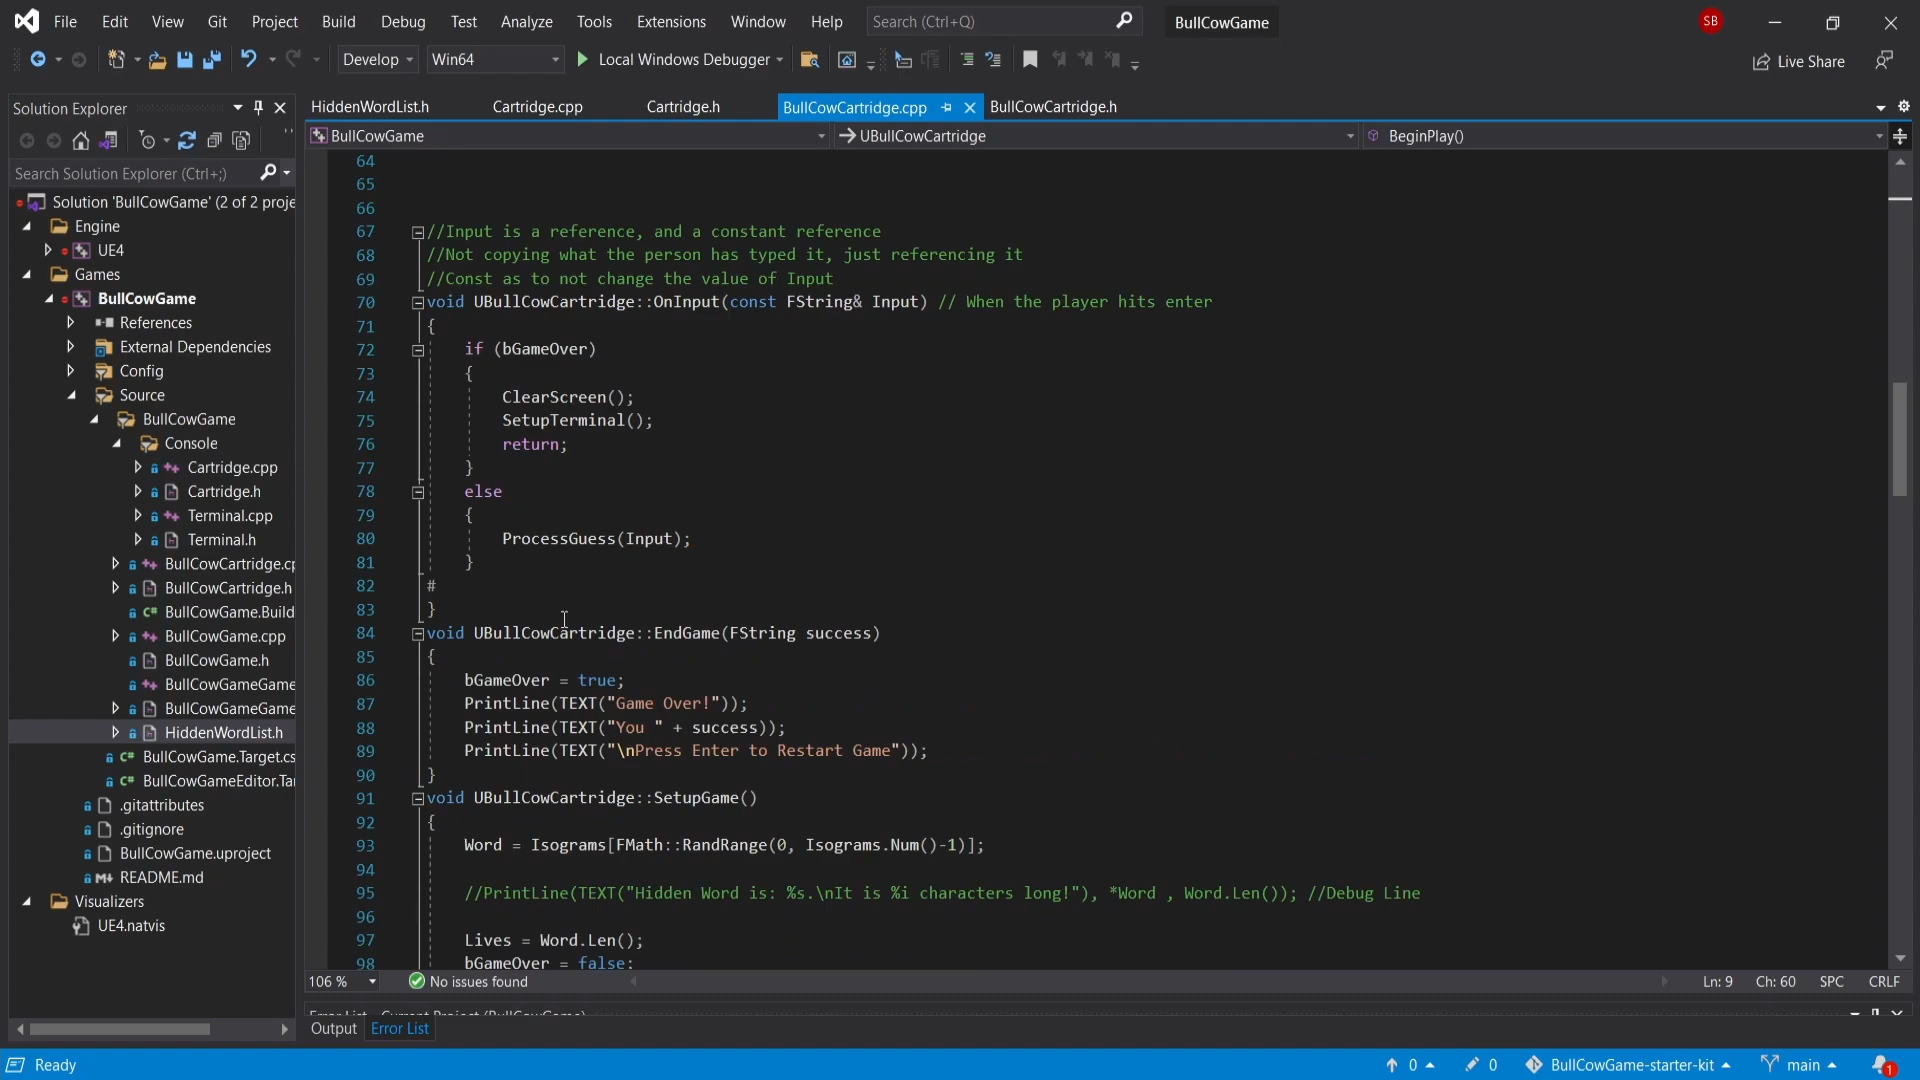 File Edit View Git Project Build Debug Test Analyze Tools Extensions Window Help Search (Ctrl+Q) BullCowGame SB
Develop Win64 Local Windows Debugger Live Share
Solution Explorer
Search Solution Explorer (Ctrl+;)
Solution 'BullCowGame' (2 of 2 proje
Engine
UE4
Games
BullCowGame
References
External Dependencies
Config
Source
BullCowGame
Console
Cartridge.cpp
Cartridge.h
Terminal.cpp
Terminal.h
BullCowCartridge.cp
BullCowCartridge.h
BullCowGame.Build
BullCowGame.cpp
BullCowGame.h
BullCowGameGame
BullCowGameGame
HiddenWordList.h
BullCowGame.Target.cs
BullCowGameEditor.Tar
.gitattributes
.gitignore
BullCowGame.uproject
README.md
Visualizers
UE4.natvis
HiddenWordList.h Cartridge.cpp Cartridge.h BullCowCartridge.cpp BullCowCartridge.h
BullCowGame UBullCowCartridge BeginPlay()
64
65
66
67 //Input is a reference, and a constant reference
68 //Not copying what the person has typed it, just referencing it
69 //Const as to not change the value of Input
70 void UBullCowCartridge::OnInput(const FString& Input) // When the player hits enter
71 {
72 if (bGameOver)
73 {
74 ClearScreen();
75 SetupTerminal();
76 return;
77 }
78 else
79 {
80 ProcessGuess(Input);
81 }
82 #
83 }
84 void UBullCowCartridge::EndGame(FString success)
85 {
86 bGameOver = true;
87 PrintLine(TEXT("Game Over!"));
88 PrintLine(TEXT("You " + success));
89 PrintLine(TEXT("\nPress Enter to Restart Game"));
90 }
91 void UBullCowCartridge::SetupGame()
92 {
93 Word = Isograms[FMath::RandRange(0, Isograms.Num()-1)];
94
95 //PrintLine(TEXT("Hidden Word is: %s.\nIt is %i characters long!"), *Word , Word.Len()); //Debug Line
96
97 Lives = Word.Len();
98 bGameOver = false;
106 % No issues found Ln: 9 Ch: 60 SPC CRLF
Error List - Current Project (BullCowGame)
Output Error List
Ready 0 0 BullCowGame-starter-kit main 1